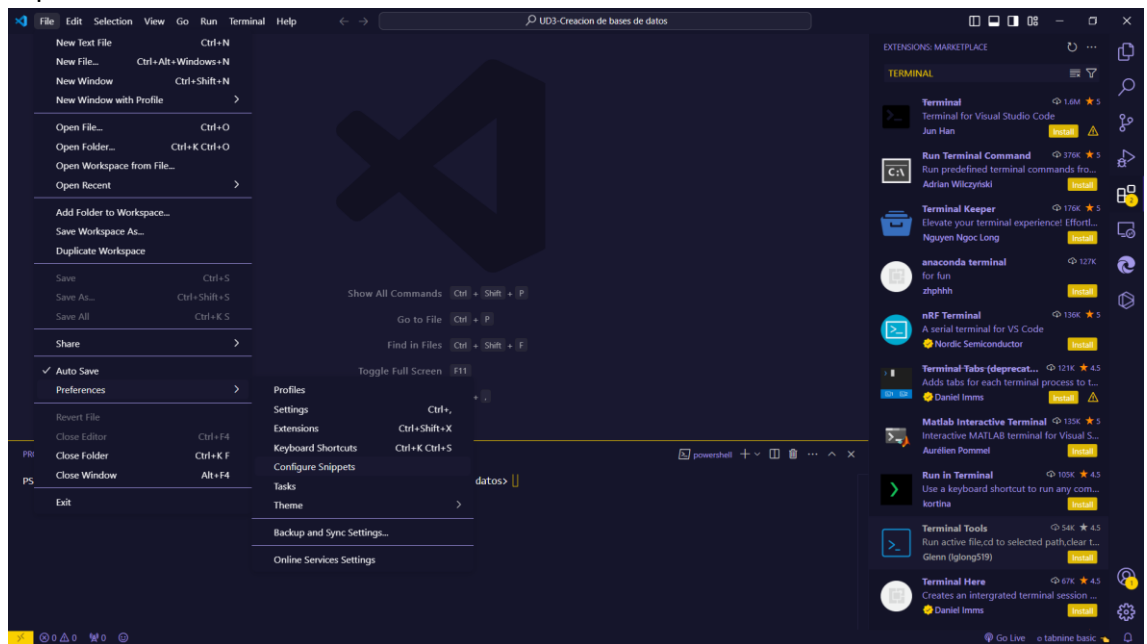 File Edit Selection View Go Run Terminal Help
UD3-Creacion de bases de datos
New Text File Ctrl+N
New File... Ctrl+Alt+Windows+N
New Window Ctrl+Shift+N
New Window with Profile
Open File... Ctrl+O
Open Folder... Ctrl+K Ctrl+O
Open Workspace from File...
Open Recent
Add Folder to Workspace...
Save Workspace As...
Duplicate Workspace
Save Ctrl+S
Save As... Ctrl+Shift+S
Save All Ctrl+K S
Share
Auto Save
Preferences
Revert File
Close Editor Ctrl+F4
Close Folder Ctrl+K F
Close Window Alt+F4
Exit
Profiles
Settings Ctrl+,
Extensions Ctrl+Shift+X
Keyboard Shortcuts Ctrl+K Ctrl+S
Configure Snippets
Tasks
Theme
Backup and Sync Settings...
Online Services Settings
Show All Commands Ctrl + Shift + P
Go to File Ctrl + P
Find in Files Ctrl + Shift + F
Toggle Full Screen F11
+ ,
PR
powershell
PS
datos>
EXTENSIONS: MARKETPLACE
TERMINAL
Terminal 1.6M ★ 5
Terminal for Visual Studio Code
Jun Han Install
C:\
Run Terminal Command 376K ★ 5
Run predefined terminal commands fro...
Adrian Wilczyński Install
Terminal Keeper 176K ★ 5
Elevate your terminal experience! Effortl...
Nguyen Ngoc Long Install
anaconda terminal 127K
for fun
zhphhh Install
nRF Terminal 136K ★ 5
A serial terminal for VS Code
Nordic Semiconductor Install
Terminal Tabs (deprecat... 121K ★ 4.5
Adds tabs for each terminal process to t...
Daniel Imms Install
Matlab Interactive Terminal 135K ★ 5
Interactive MATLAB terminal for Visual S...
Aurélien Pommel Install
Run in Terminal 105K ★ 4.5
Use a keyboard shortcut to run any com...
kortina Install
Terminal Tools 54K ★ 4.5
Run active file,cd to selected path,clear t...
Glenn (lglong519) Install
Terminal Here 67K ★ 4.5
Creates an intergrated terminal session ...
Daniel Imms Install
2
1
0 0 0
Go Live tabnine basic